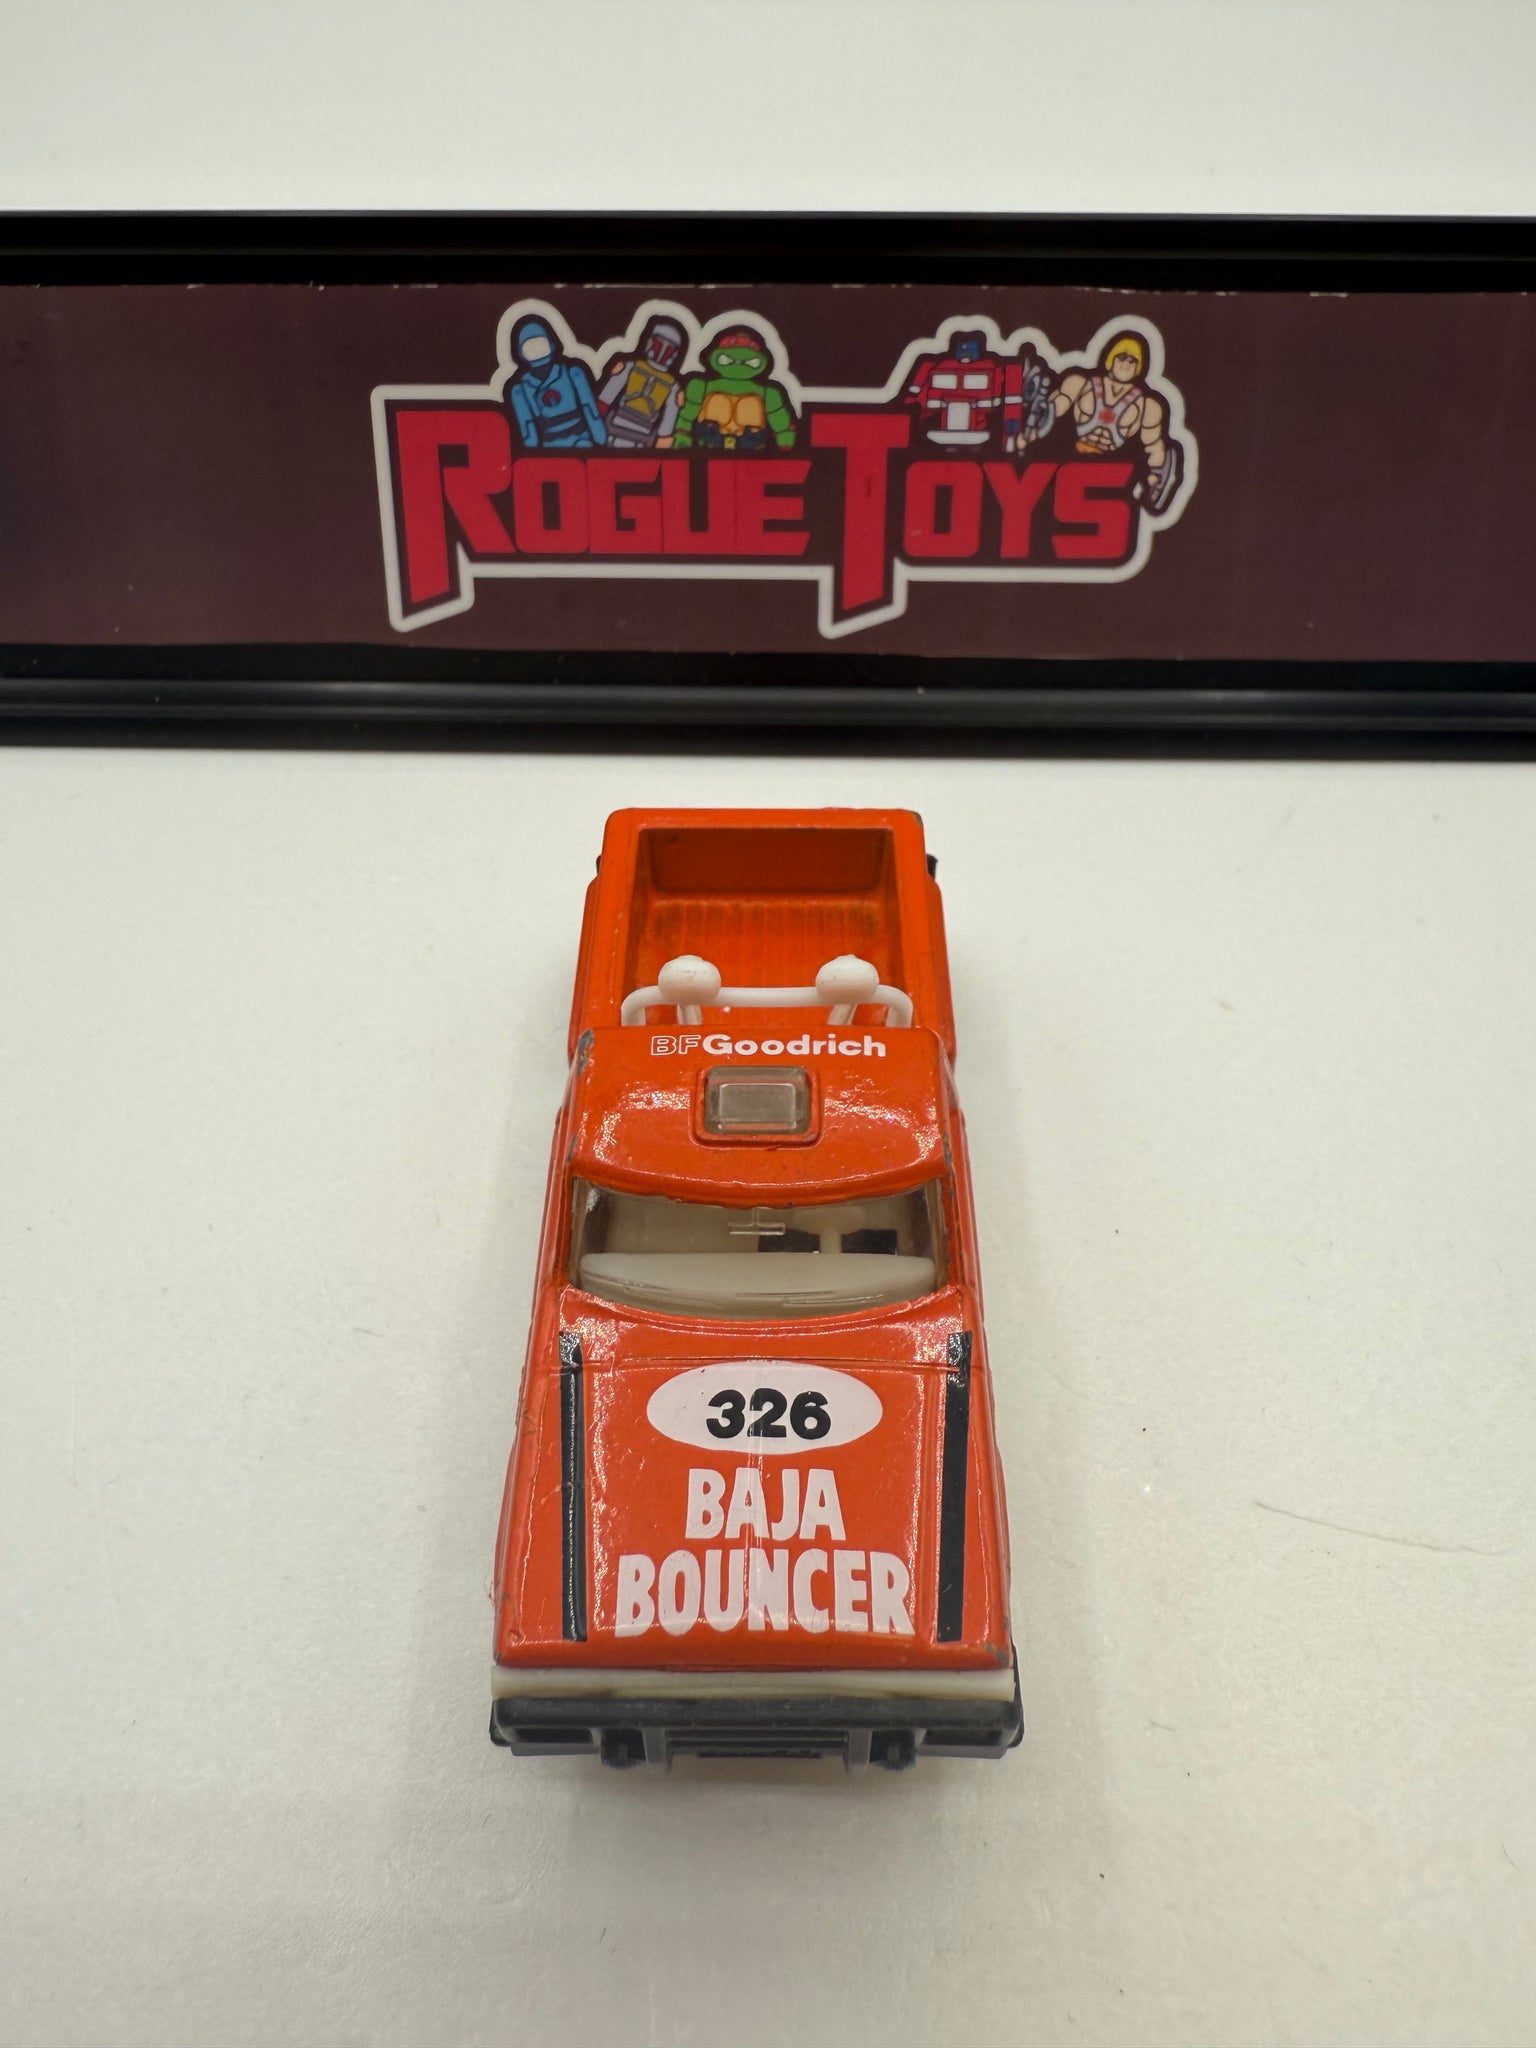 ROGUE TOYS
BFGoodrich
326
BAJA
BOUNCER